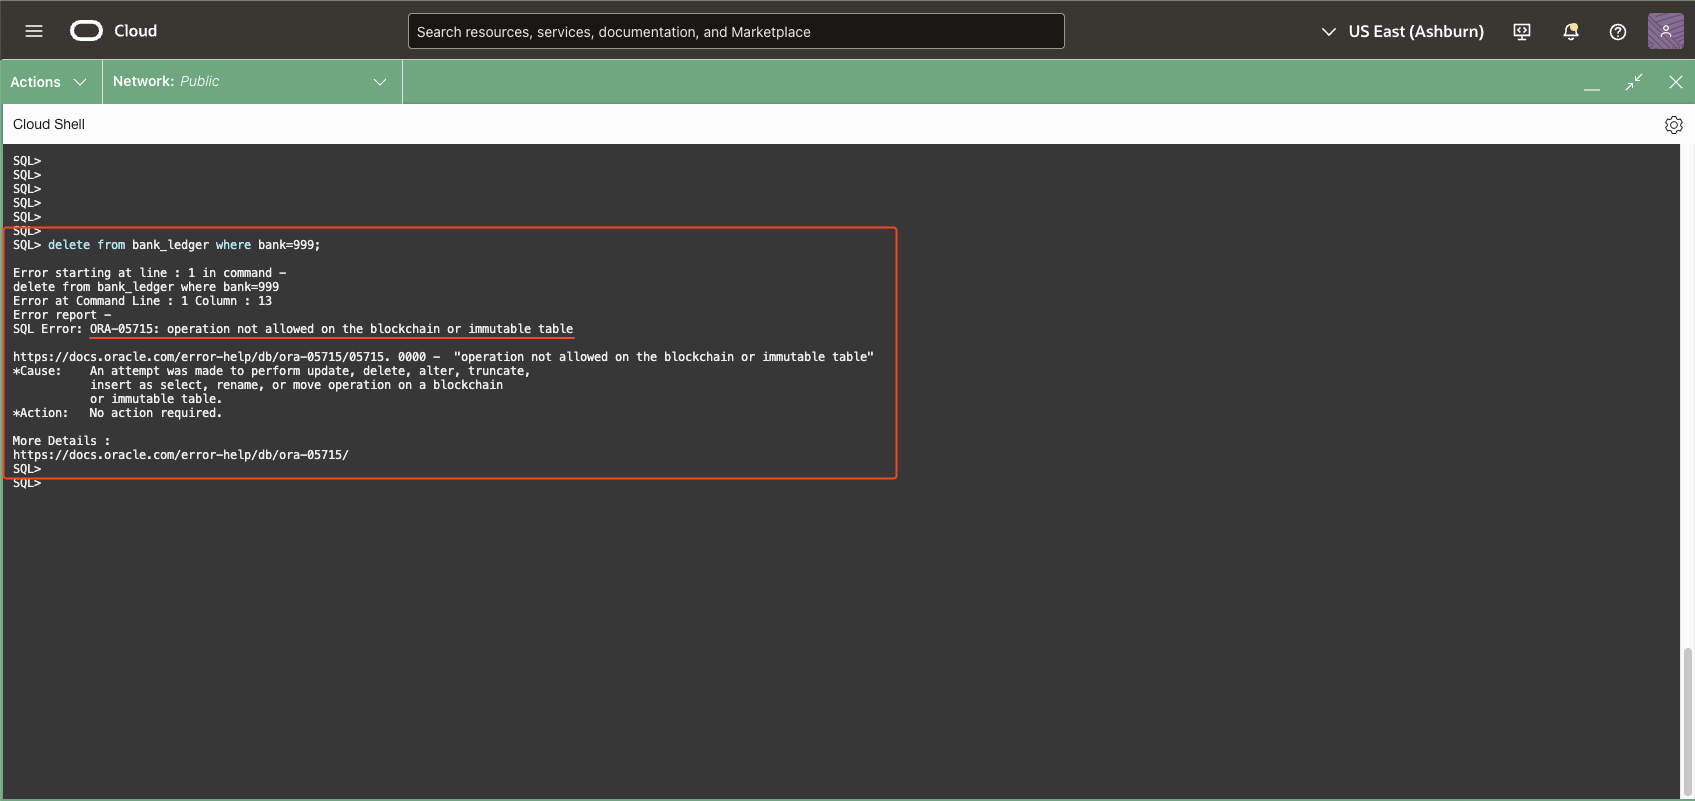 Cloud
Search resources, services, documentation, and Marketplace
US East (Ashburn)
Actions
Network: Public
Cloud Shell
SQL>
SQL>
SQL>
SQL>
SQL>
SQL>
SQL> delete from bank_ledger where bank=999;
Error starting at line : 1 in command -
delete from bank_ledger where bank=999
Error at Command Line : 1 Column : 13
Error report -
SQL Error: ORA-05715: operation not allowed on the blockchain or immutable table
https://docs.oracle.com/error-help/db/ora-05715/05715. 0000 -  "operation not allowed on the blockchain or immutable table"
*Cause:    An attempt was made to perform update, delete, alter, truncate,
insert as select, rename, or move operation on a blockchain
or immutable table.
*Action:   No action required.
More Details :
https://docs.oracle.com/error-help/db/ora-05715/
SQL>
SQL>